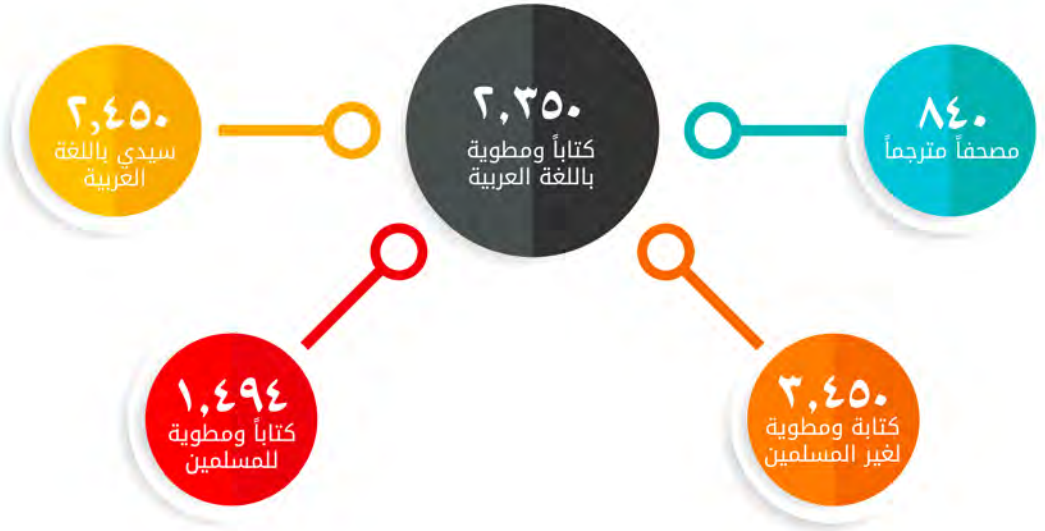 ٨٤٠
مصحفاً مترجماً
٢,٣٥٠
كتاباً ومطوية
باللغة العربية
٢,٤٥٠
سيدي باللغة
العربية
٣,٤٥٠
كتابة ومطوية
لغير المسلمين
١,٤٩٤
كتاباً ومطوية
للمسلمين